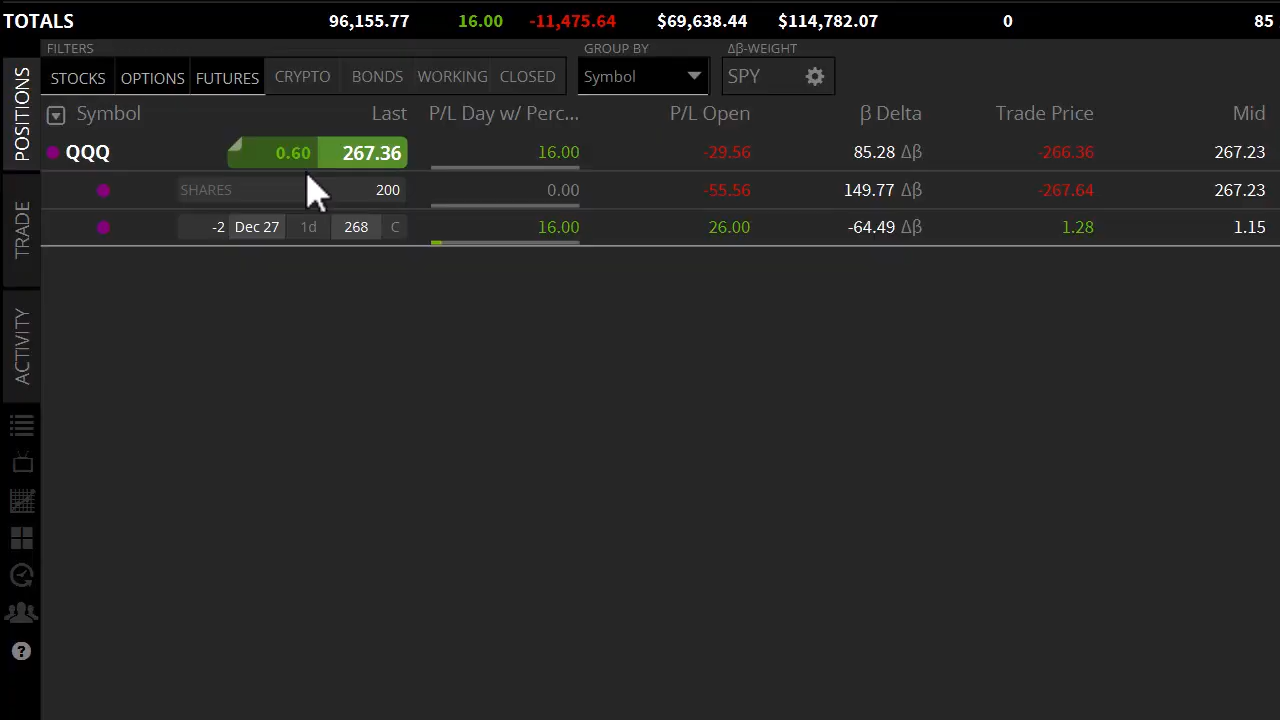 TOTALS 96,155.77 16.00 -11,475.64 $69,638.44 $114,782.07 0 85
FILTERS GROUP BY Δβ-WEIGHT
STOCKS OPTIONS FUTURES CRYPTO BONDS WORKING CLOSED Symbol SPY
Symbol Last P/L Day w/ Perc... P/L Open β Delta Trade Price Mid
QQQ 0.60 267.36 16.00 -29.56 85.28 Δβ -266.36 267.23
SHARES 200 0.00 -55.56 149.77 Δβ -267.64 267.23
-2 Dec 27 1d 268 C 16.00 26.00 -64.49 Δβ 1.28 1.15
POSITIONS
TRADE
ACTIVITY
?